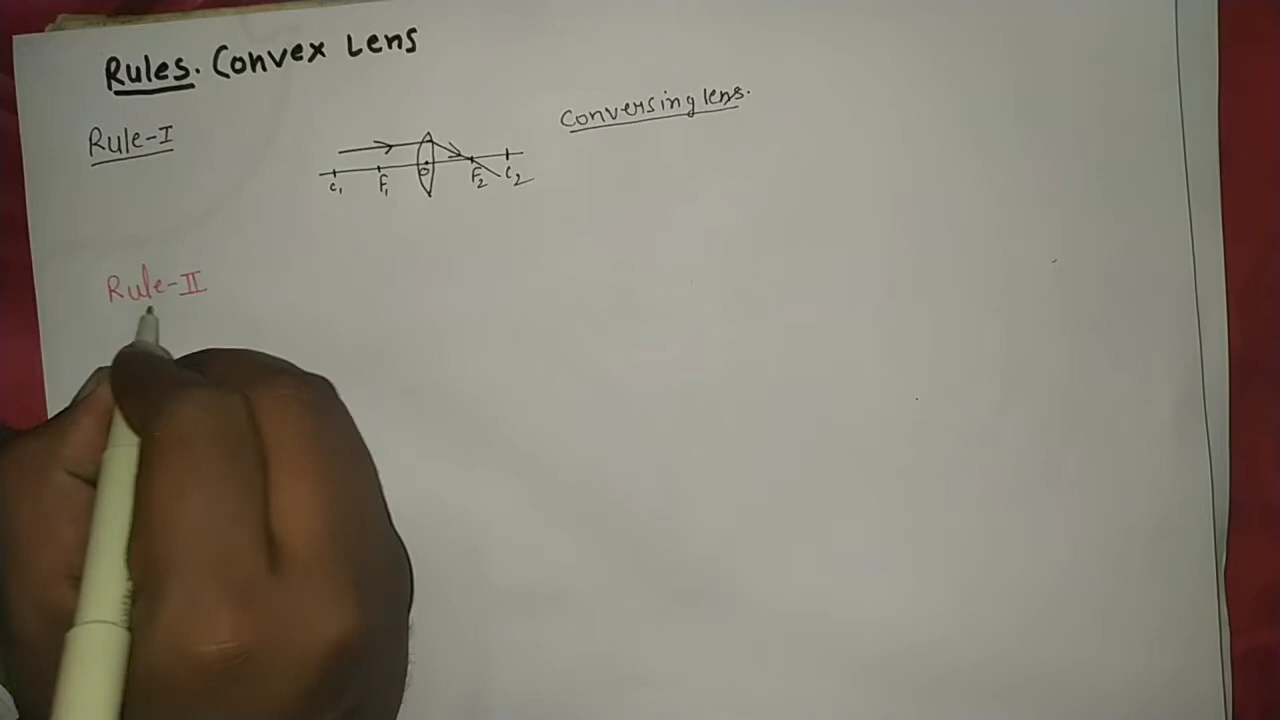 Rules. Convex Lens
Conversing lens.
Rule-I
C₁ F₁ O F₂ C₂
Rule-II